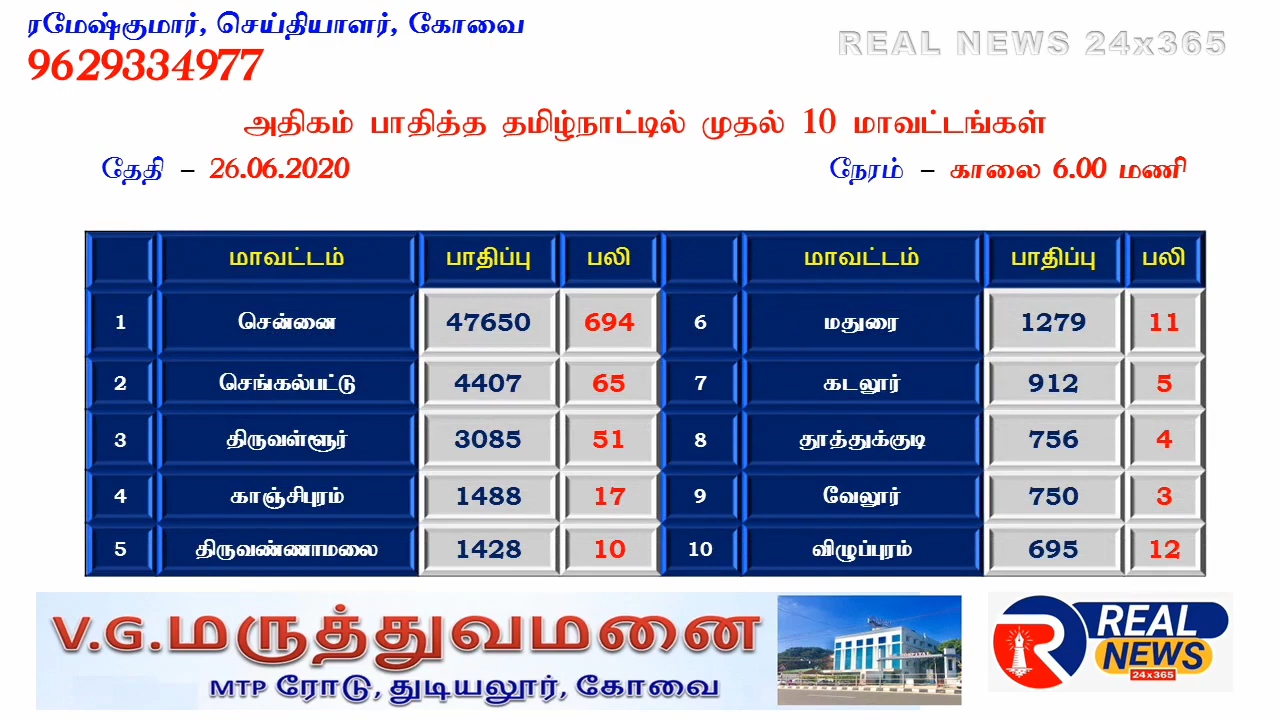 ரமேஷ்குமார், செய்தியாளர், கோவை
9629334977
REAL NEWS 24x365
அதிகம் பாதித்த தமிழ்நாட்டில் முதல் 10 மாவட்டங்கள்
தேதி – 26.06.2020 நேரம் – காலை 6.00 மணி
மாவட்டம் பாதிப்பு பலி மாவட்டம் பாதிப்பு பலி
1 சென்னை 47650 694 6 மதுரை 1279 11
2 செங்கல்பட்டு 4407 65 7 கடலூர் 912 5
3 திருவள்ளூர் 3085 51 8 தூத்துக்குடி 756 4
4 காஞ்சிபுரம் 1488 17 9 வேலூர் 750 3
5 திருவண்ணாமலை 1428 10 10 விழுப்புரம் 695 12
V.G.மருத்துவமனை
MTP ரோடு, துடியலூர், கோவை
REAL
NEWS
24x365